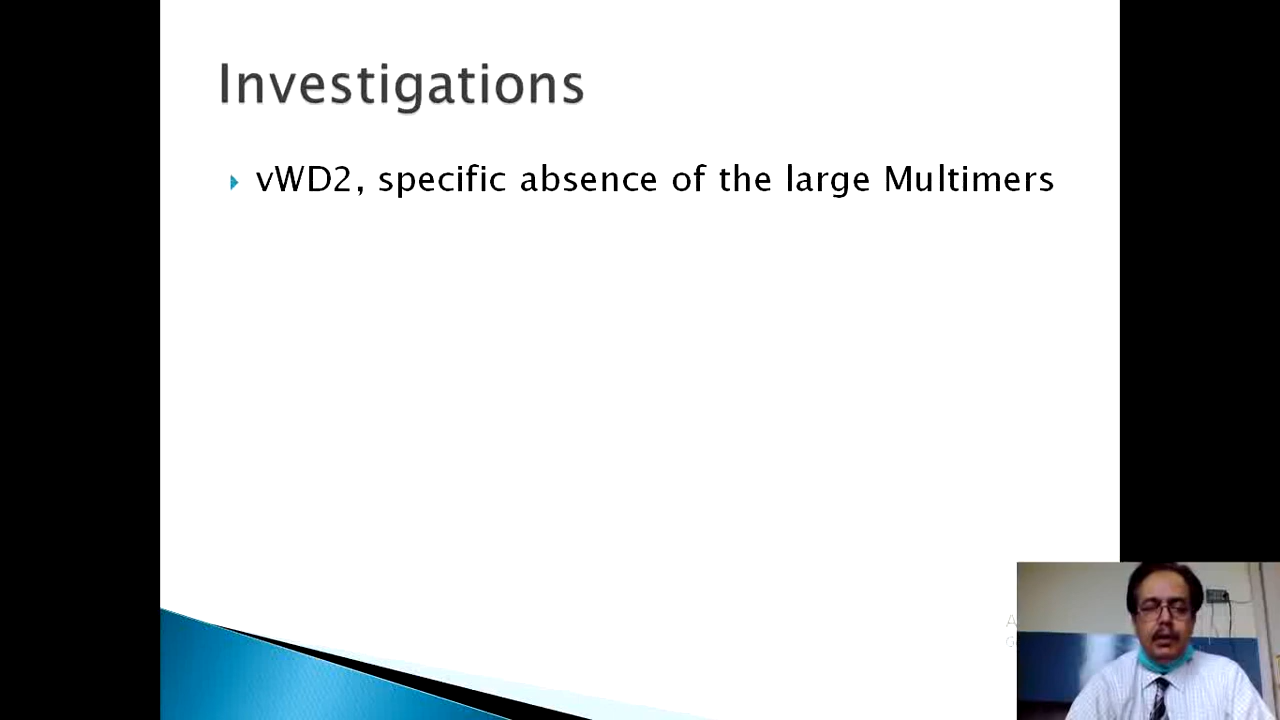 Investigations
vWD2, specific absence of the large Multimers